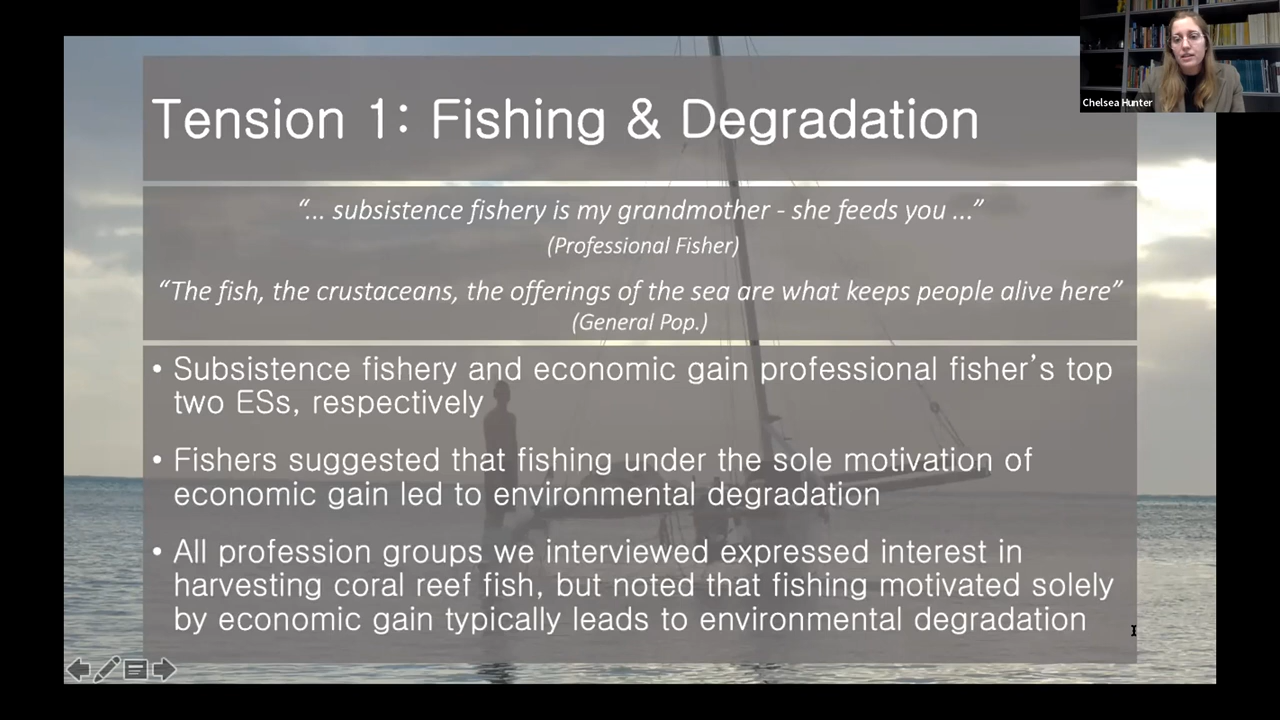 Chelsea Hunter
Tension 1: Fishing & Degradation
“... subsistence fishery is my grandmother - she feeds you ...”
(Professional Fisher)
“The fish, the crustaceans, the offerings of the sea are what keeps people alive here”
(General Pop.)
• Subsistence fishery and economic gain professional fisher’s top
two ESs, respectively
• Fishers suggested that fishing under the sole motivation of
economic gain led to environmental degradation
• All profession groups we interviewed expressed interest in
harvesting coral reef fish, but noted that fishing motivated solely
by economic gain typically leads to environmental degradation